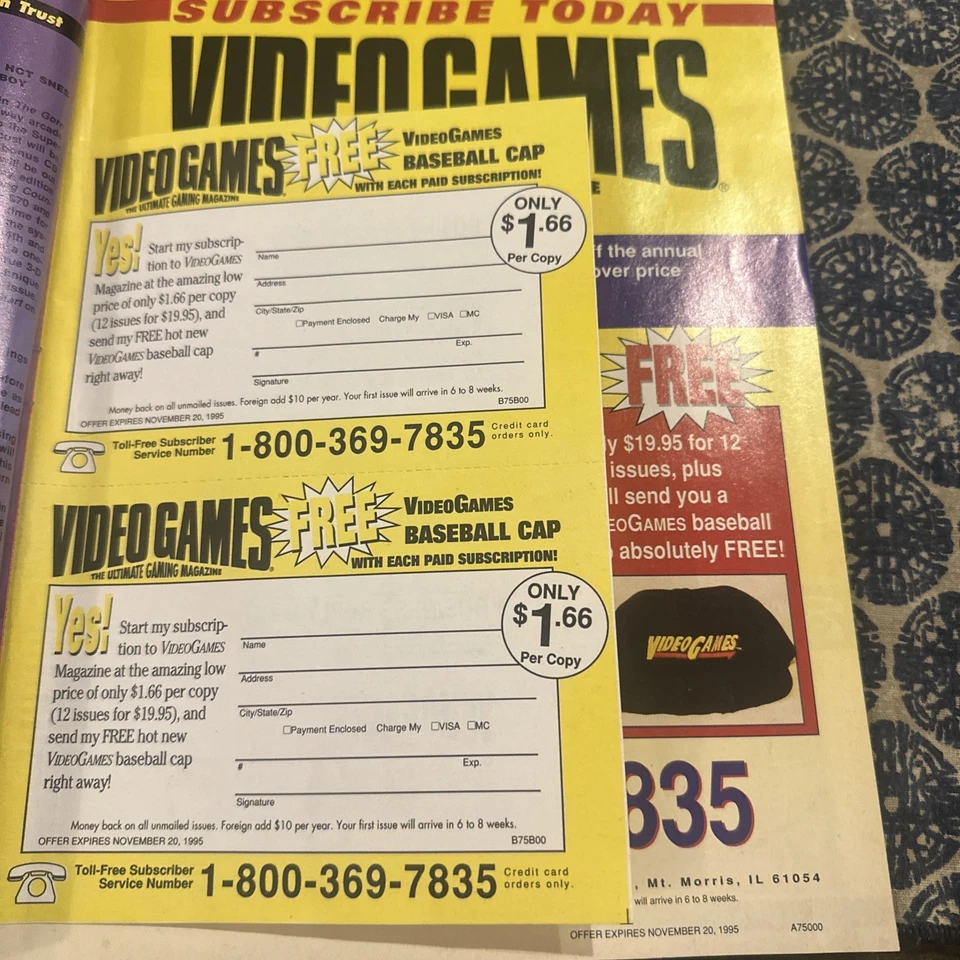 n Trust
HOT SNES
BOY
SUBSCRIBE TODAY
VIDEOGAMES
VIDEOGAMES
THE ULTIMATE GAMING MAGAZINE
FREE
VIDEOGAMES
BASEBALL CAP
WITH EACH PAID SUBSCRIPTION!
ONLY
$1.66
Per Copy
Yes! Start my subscrip-
tion to VIDEOGAMES
Magazine at the amazing low
price of only $1.66 per copy
(12 issues for $19.95), and
send my FREE hot new
VIDEOGAMES baseball cap
right away!
Name
Address
City/State/Zip
☐Payment Enclosed Charge My ☐VISA ☐MC
# Exp.
Signature
Money back on all unmailed issues. Foreign add $10 per year. Your first issue will arrive in 6 to 8 weeks.
OFFER EXPIRES NOVEMBER 20, 1995 B75B00
Toll-Free Subscriber
Service Number
1-800-369-7835
Credit card
orders only.
VIDEOGAMES
THE ULTIMATE GAMING MAGAZINE
FREE
VIDEOGAMES
BASEBALL CAP
WITH EACH PAID SUBSCRIPTION!
ONLY
$1.66
Per Copy
Yes! Start my subscrip-
tion to VIDEOGAMES
Magazine at the amazing low
price of only $1.66 per copy
(12 issues for $19.95), and
send my FREE hot new
VIDEOGAMES baseball cap
right away!
Name
Address
City/State/Zip
☐Payment Enclosed Charge My ☐VISA ☐MC
# Exp.
Signature
Money back on all unmailed issues. Foreign add $10 per year. Your first issue will arrive in 6 to 8 weeks.
OFFER EXPIRES NOVEMBER 20, 1995 B75B00
Toll-Free Subscriber
Service Number
1-800-369-7835
Credit card
orders only.
E
ff the annual
over price
FREE
y $19.95 for 12
issues, plus
ll send you a
EOGAMES baseball
absolutely FREE!
VIDEOGAMES
835
, Mt. Morris, IL 61054
will arrive in 6 to 8 weeks.
OFFER EXPIRES NOVEMBER 20, 1995 A75000